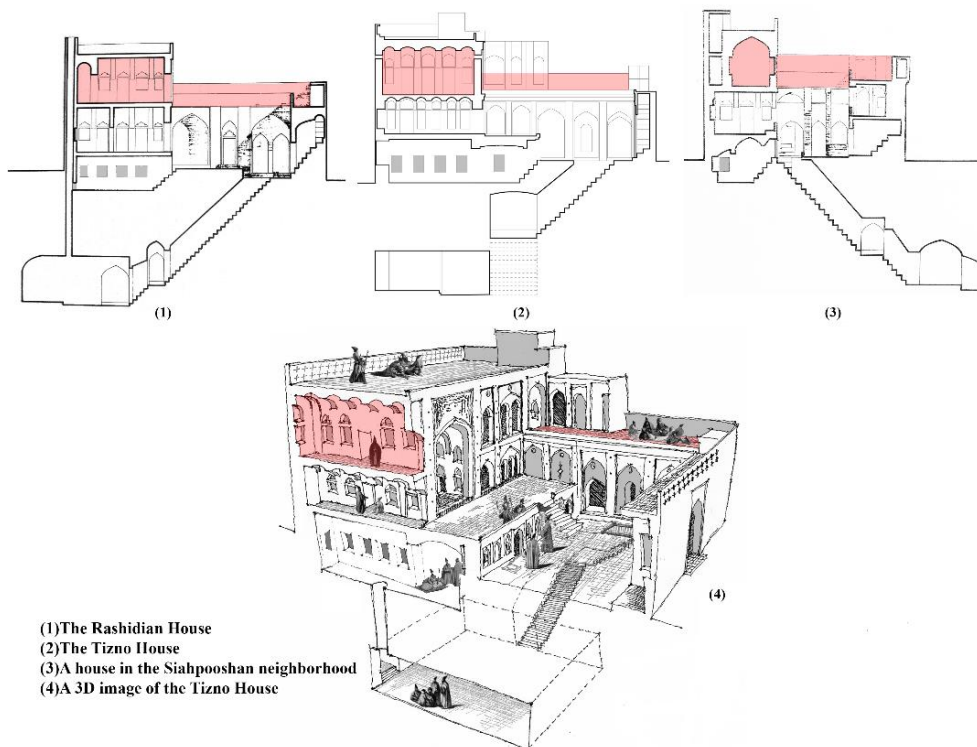 (1)
(2)
(3)
(4)
(1)The Rashidian House
(2)The Tizno House
(3)A house in the Siahpooshan neighborhood
(4)A 3D image of the Tizno House